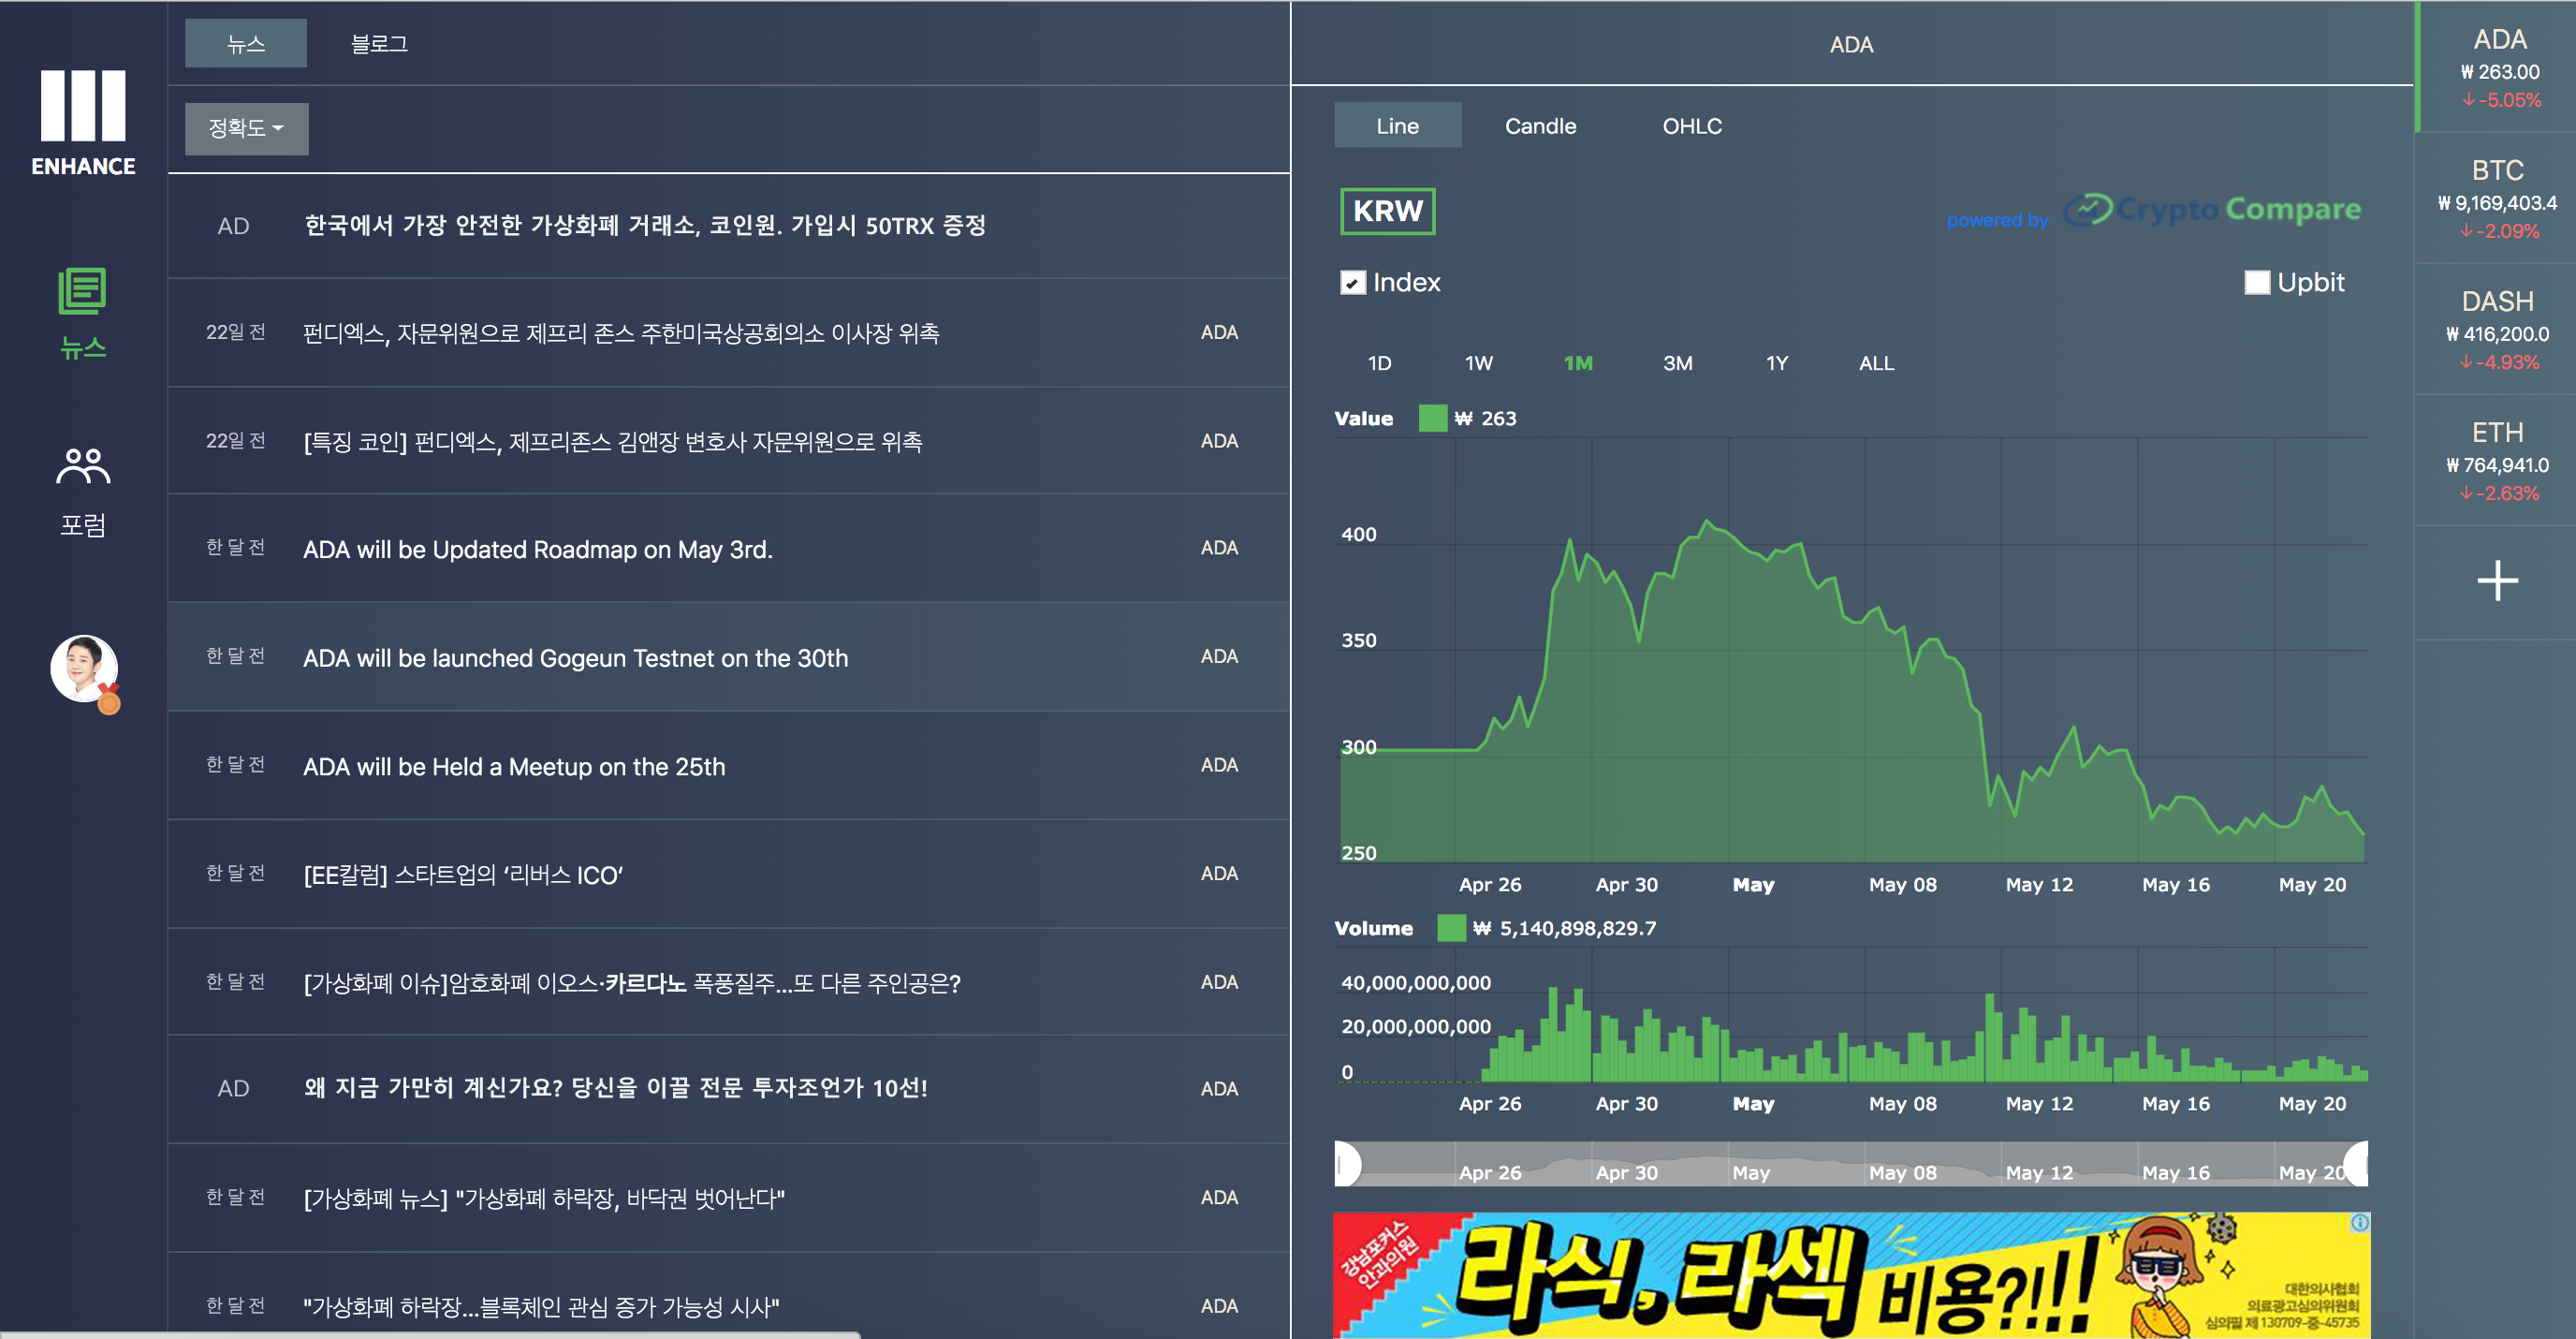 ENHANCE
뉴스
포럼
뉴스 블로그
정확도
AD 한국에서 가장 안전한 가상화폐 거래소, 코인원. 가입시 50TRX 증정
22일 전 펀디엑스, 자문위원으로 제프리 존스 주한미국상공회의소 이사장 위촉 ADA
22일 전 [특징 코인] 펀디엑스, 제프리존스 김앤장 변호사 자문위원으로 위촉 ADA
한 달 전 ADA will be Updated Roadmap on May 3rd. ADA
한 달 전 ADA will be launched Gogeun Testnet on the 30th ADA
한 달 전 ADA will be Held a Meetup on the 25th ADA
한 달 전 [EE칼럼] 스타트업의 ‘리버스 ICO‘ ADA
한 달 전 [가상화폐 이슈]암호화폐 이오스·카르다노 폭풍질주...또 다른 주인공은? ADA
AD 왜 지금 가만히 계신가요? 당신을 이끌 전문 투자조언가 10선! ADA
한 달 전 [가상화폐 뉴스] "가상화폐 하락장, 바닥권 벗어난다" ADA
한 달 전 "가상화폐 하락장...블록체인 관심 증가 가능성 시사" ADA
ADA
Line Candle OHLC
KRW
powered by Crypto Compare
Index Upbit
1D 1W 1M 3M 1Y ALL
Value ₩ 263
400
350
300
250
Apr 26 Apr 30 May May 08 May 12 May 16 May 20
Volume ₩ 5,140,898,829.7
40,000,000,000
20,000,000,000
0
Apr 26 Apr 30 May May 08 May 12 May 16 May 20
Apr 26 Apr 30 May May 08 May 12 May 16 May 20
강남포커스
안과의원
라식, 라섹 비용?!!!
대한의사협회
의료광고심의위원회
심의필 제 130709-중-45735
ADA
₩ 263.00
↓-5.05%
BTC
₩ 9,169,403.4
↓-2.09%
DASH
₩ 416,200.0
↓-4.93%
ETH
₩ 764,941.0
↓-2.63%